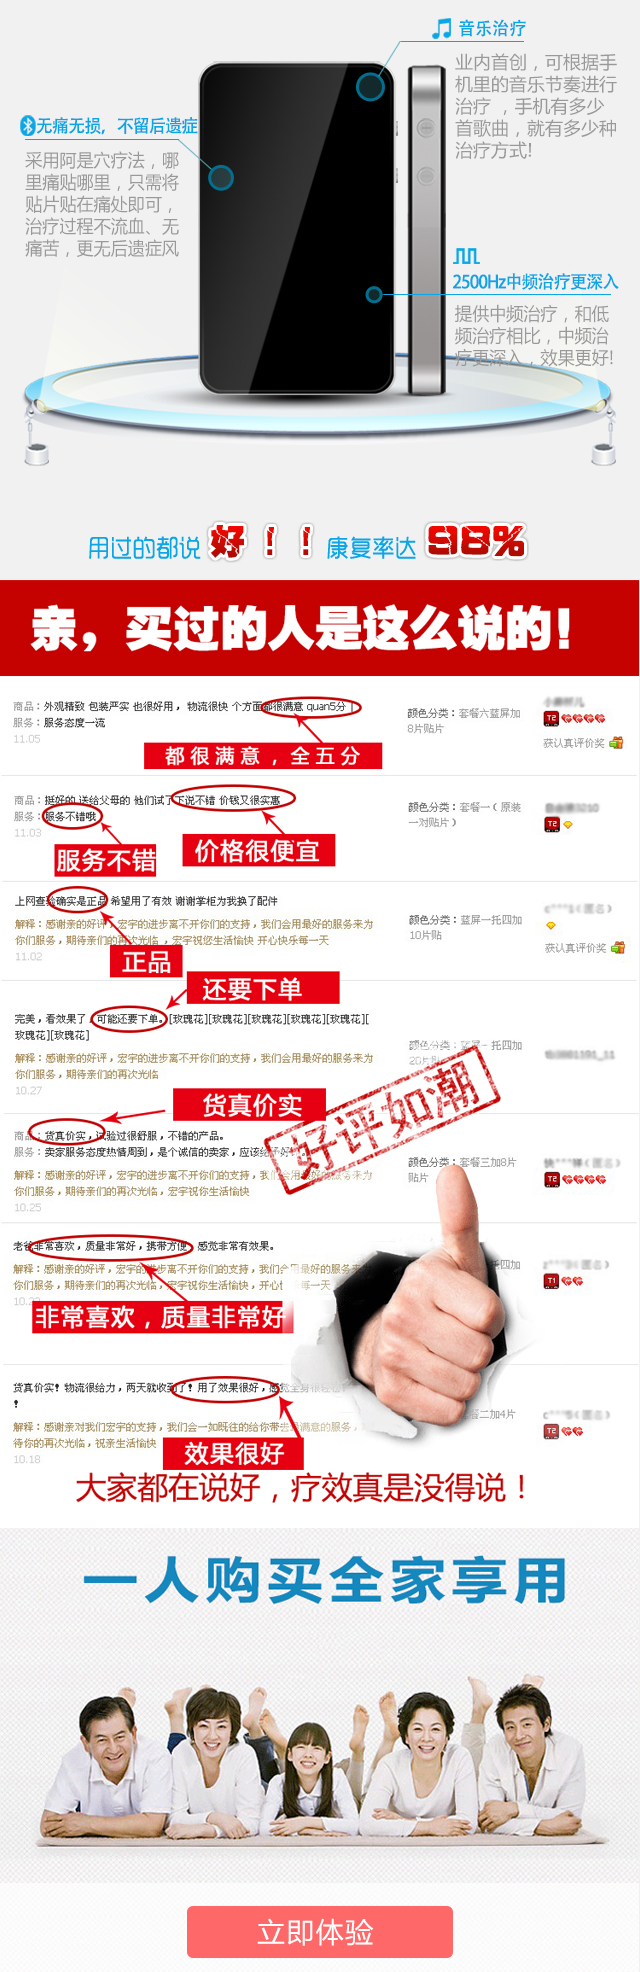 音乐治疗
业内首创，可根据手
机里的音乐节奏进行
治疗，手机有多少
首歌曲，就有多少种
治疗方式!
无痛无损，不留后遗症
采用阿是穴疗法，哪
里痛贴哪里，只需将
贴片贴在痛处即可，
治疗过程不流血、无
痛苦，更无后遗症风
2500Hz中频治疗更深入
提供中频治疗，和低
频治疗相比，中频治
疗更深入，效果更好!
用过的都说 好！！ 康复率达 98%
亲，买过的人是这么说的!
商品：外观精致 包装严实 也很好用， 物流很快 个方面都很满意 quan5分
服务：服务态度一流
11.05
颜色分类：套餐六蓝屏加
8片贴片
T2
获认真评价奖
都很满意，全五分
商品：挺好的 送给父母的 他们试了下说不错 价钱又很实惠
服务：服务不错哦
11.03
颜色分类：套餐一（原装
一对贴片）
T2
服务不错
价格很便宜
上网查验确实是正品 希望用了有效 谢谢掌柜为我换了配件
解释：感谢亲的好评，宏宇的进步离不开你们的支持，我们会用最好的服务来为
你们服务，期待亲们的再次光临，宏宇祝您生活愉快 开心快乐每一天
11.02
颜色分类：蓝屏一托四加
10片贴
获认真评价奖
正品
还要下单
完美，看效果了，可能还要下单。[玫瑰花][玫瑰花][玫瑰花][玫瑰花][玫瑰花][
玫瑰花][玫瑰花]
解释：感谢亲的好评，宏宇的进步离不开你们的支持，我们会用最好的服务来为
你们服务，期待亲们的再次光临
10.27
颜色分类：蓝屏一托四加
货真价实
好评如潮
商品：货真价实，试验过很舒服，不错的产品。
服务：卖家服务态度热情周到，是个诚信的卖家，应该给予好
解释：感谢亲的好评，宏宇的进步离不开你们的支持，我们会用最好的服务来为
你们服务，期待亲们的再次光临，宏宇祝你生活愉快
10.25
颜色分类：套餐三加8片
贴片
T2
老爸非常喜欢，质量非常好，携带方便，感觉非常有效果。
解释：感谢亲的好评，宏宇的进步离不开你们的支持，我们会用最好的服务来
你们服务，期待亲们的再次光临，宏宇祝你生活愉快，开心 每一天
托四加
T1
非常喜欢，质量非常好
货真价实！物流很给力，两天就收到了！用了效果很好，
！
解释：感谢亲对我们宏宇的支持，我们会一如既往的给你带去最满意的服务，
待你的再次光临，祝亲生活愉快
10.18
餐二加4片
T2
效果很好
大家都在说好，疗效真是没得说！
一人购买全家享用
立即体验